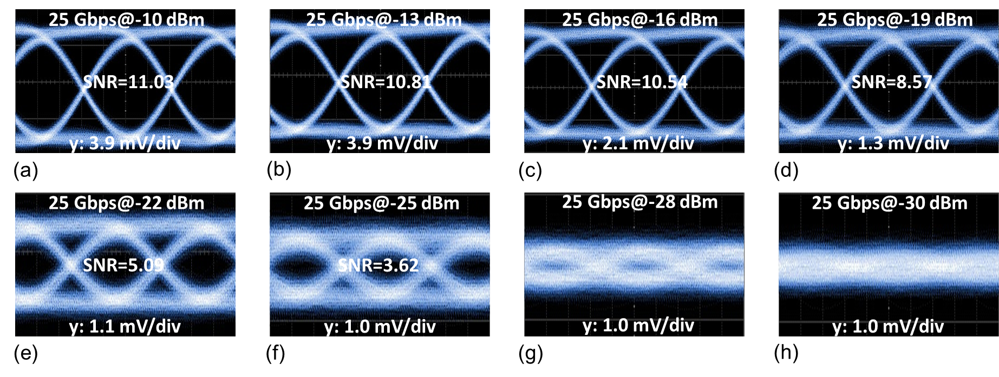 25 Gbps@-10 dBm
SNR=11.03
y: 3.9 mV/div
(a)
25 Gbps@-13 dBm
SNR=10.81
y: 3.9 mV/div
(b)
25 Gbps@-16 dBm
SNR=10.54
y: 2.1 mV/div
(c)
25 Gbps@-19 dBm
SNR=8.57
y: 1.3 mV/div
(d)
25 Gbps@-22 dBm
SNR=5.09
y: 1.1 mV/div
(e)
25 Gbps@-25 dBm
SNR=3.62
y: 1.0 mV/div
(f)
25 Gbps@-28 dBm
y: 1.0 mV/div
(g)
25 Gbps@-30 dBm
y: 1.0 mV/div
(h)